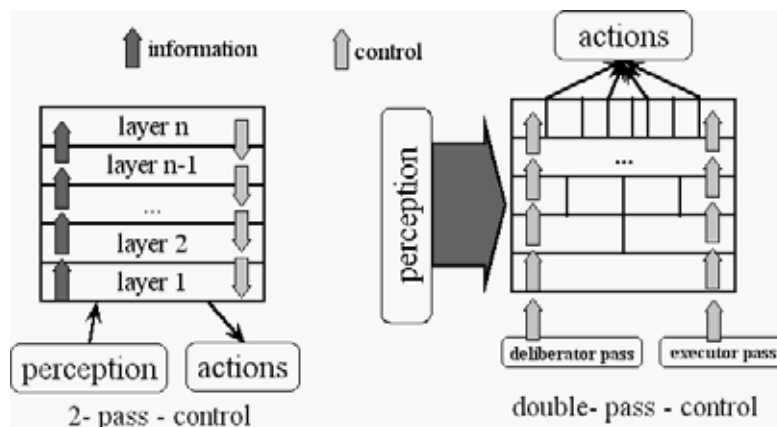 information
control
layer n
layer n-1
...
layer 2
layer 1
perception
actions
2- pass - control
actions
perception
...
deliberator pass
executor pass
double- pass - control